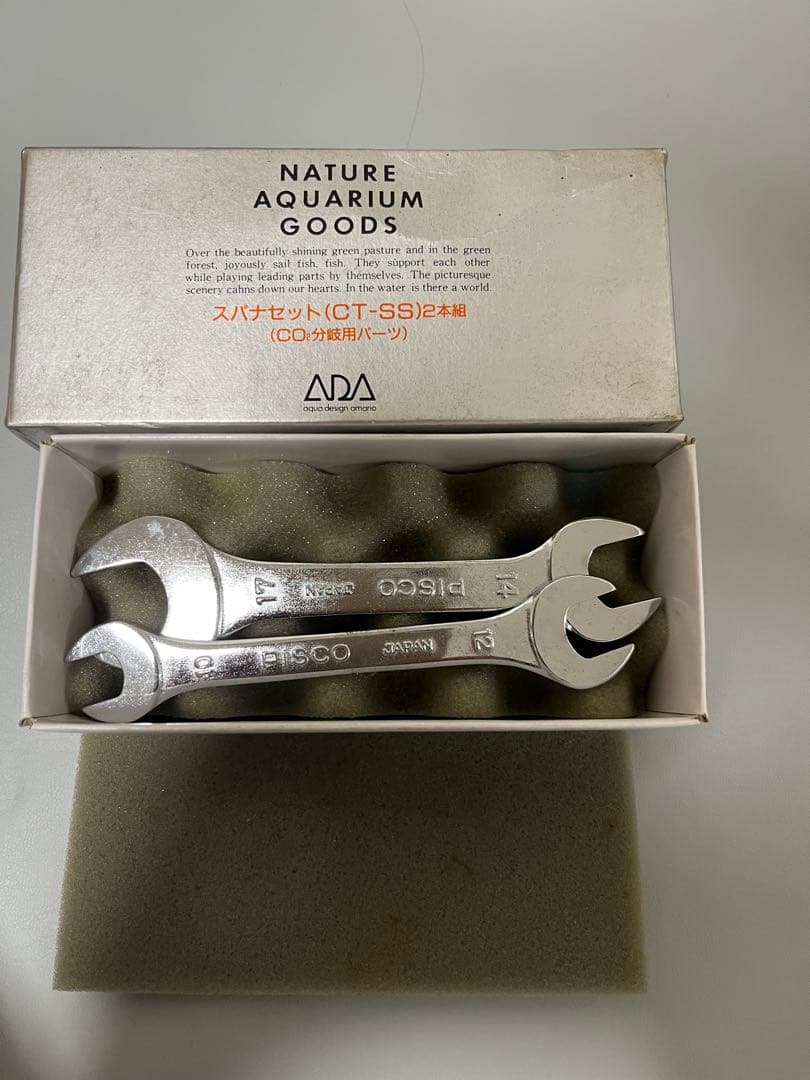 NATURE
AQUARIUM
GOODS
Over the beautifully shining green pasture and in the green
forest, joyously sail fish, fish. They support each other
while playing leading parts by themselves. The picturesque
scenery cahns down our hearts. In the water is there a world.
スパナセット(CT-SS)2本組
(CO₂分岐用パーツ)
ADA
aqua design amano
17 JAPAN PISCO 14
10 PISCO JAPAN 12